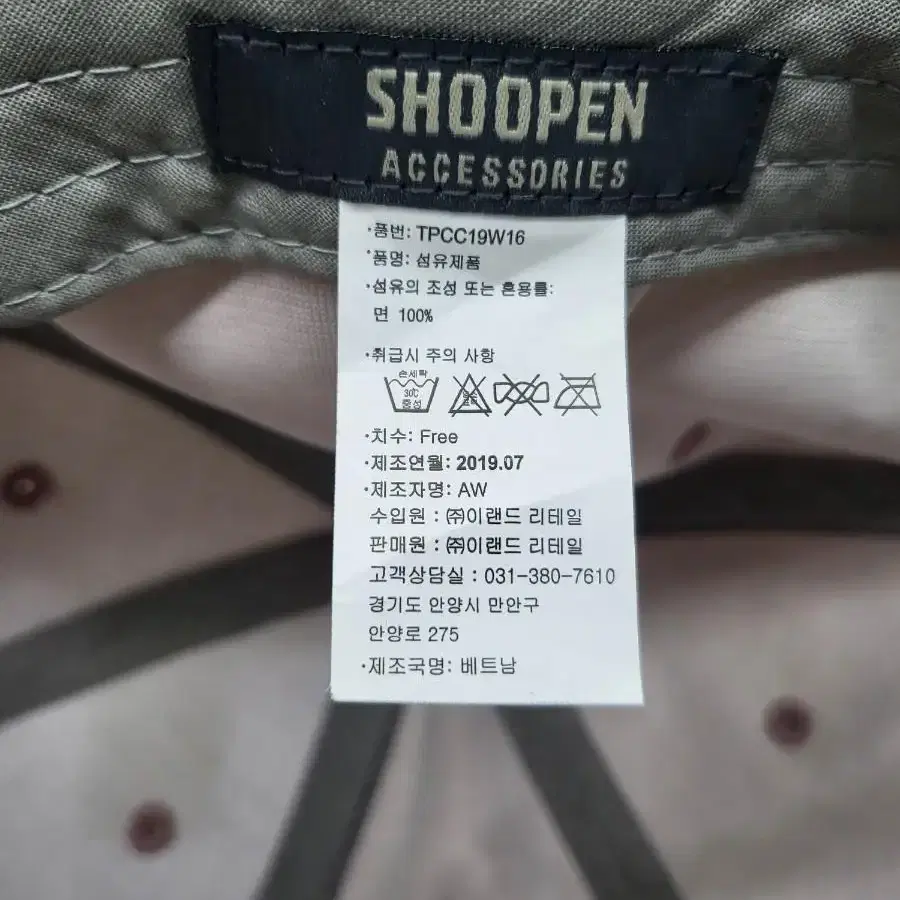 SHOOPEN
ACCESSORIES
·품번: TPCC19W16
·품명: 섬유제품
·섬유의 조성 또는 혼용률:
면 100%
·취급시 주의 사항
손세탁
30℃
중성
·치수: Free
·제조연월: 2019.07
·제조자명: AW
수입원 : ㈜이랜드 리테일
판매원 : ㈜이랜드 리테일
고객상담실 : 031-380-7610
경기도 안양시 만안구
안양로 275
·제조국명: 베트남